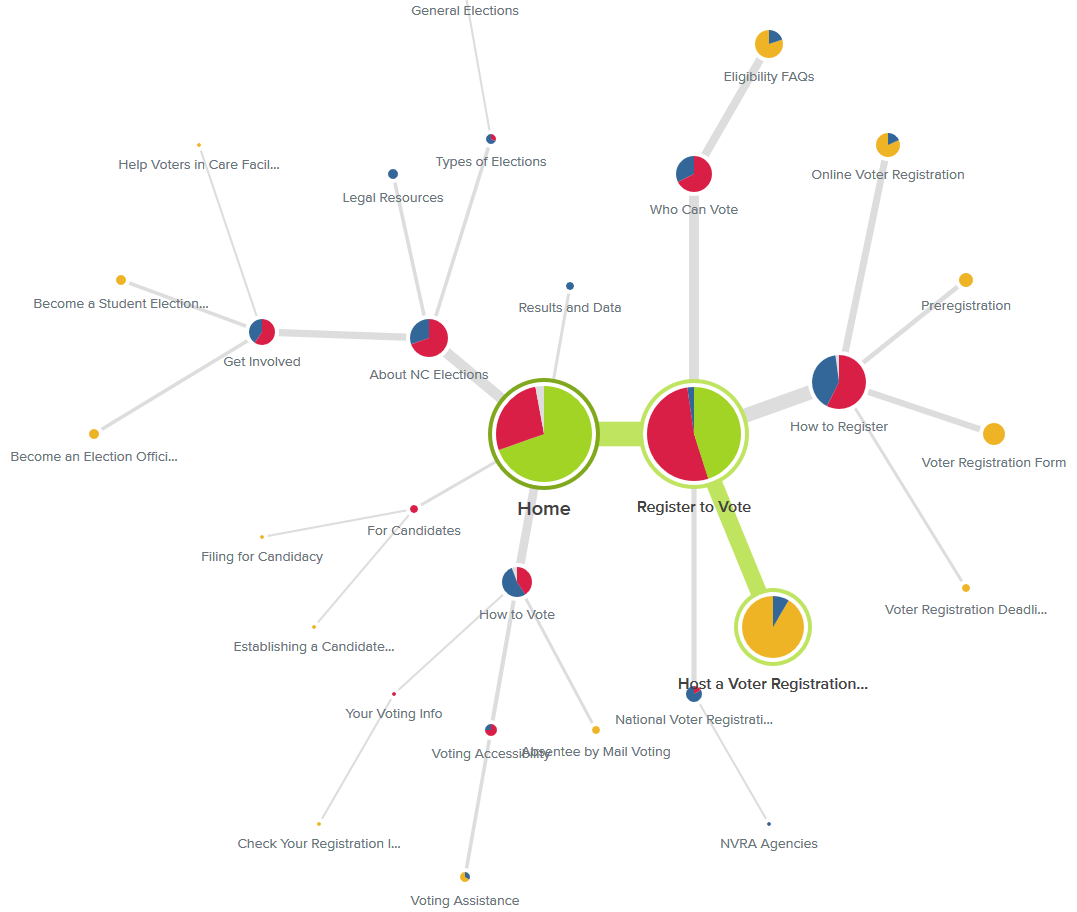 General Elections
Eligibility FAQs
Help Voters in Care Facil...
Types of Elections
Online Voter Registration
Legal Resources
Who Can Vote
Become a Student Election...
Results and Data
Preregistration
Get Involved
About NC Elections
How to Register
Become an Election Offici...
Voter Registration Form
Home
Register to Vote
For Candidates
Filing for Candidacy
How to Vote
Voter Registration Deadli...
Establishing a Candidate...
Host a Voter Registration...
Your Voting Info
National Voter Registrati...
Voting Accessibility
Absentee by Mail Voting
Check Your Registration I...
NVRA Agencies
Voting Assistance